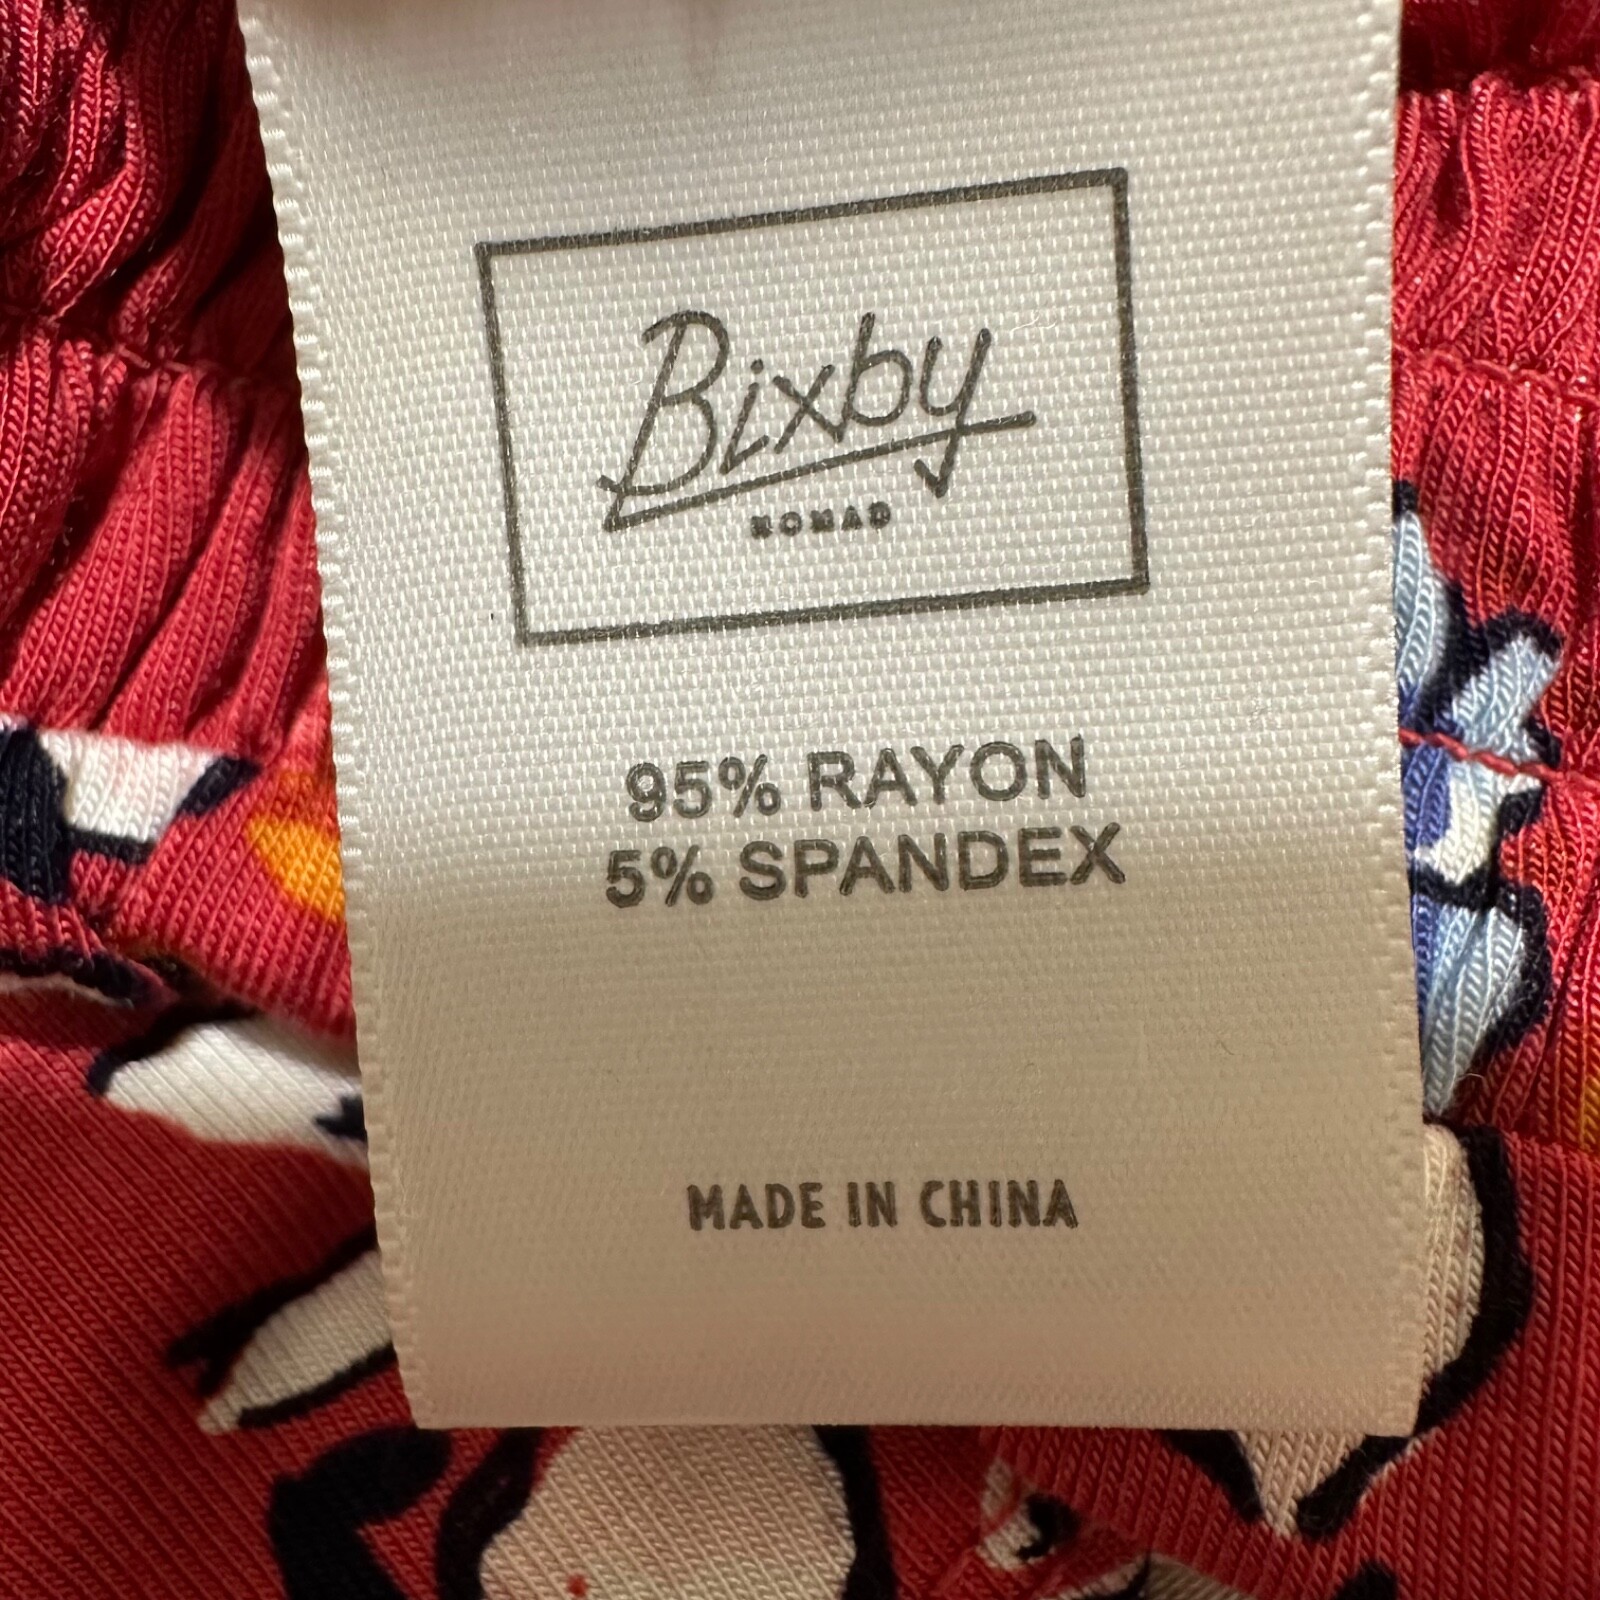 Bixby
NOMAD
95% RAYON
5% SPANDEX
MADE IN CHINA